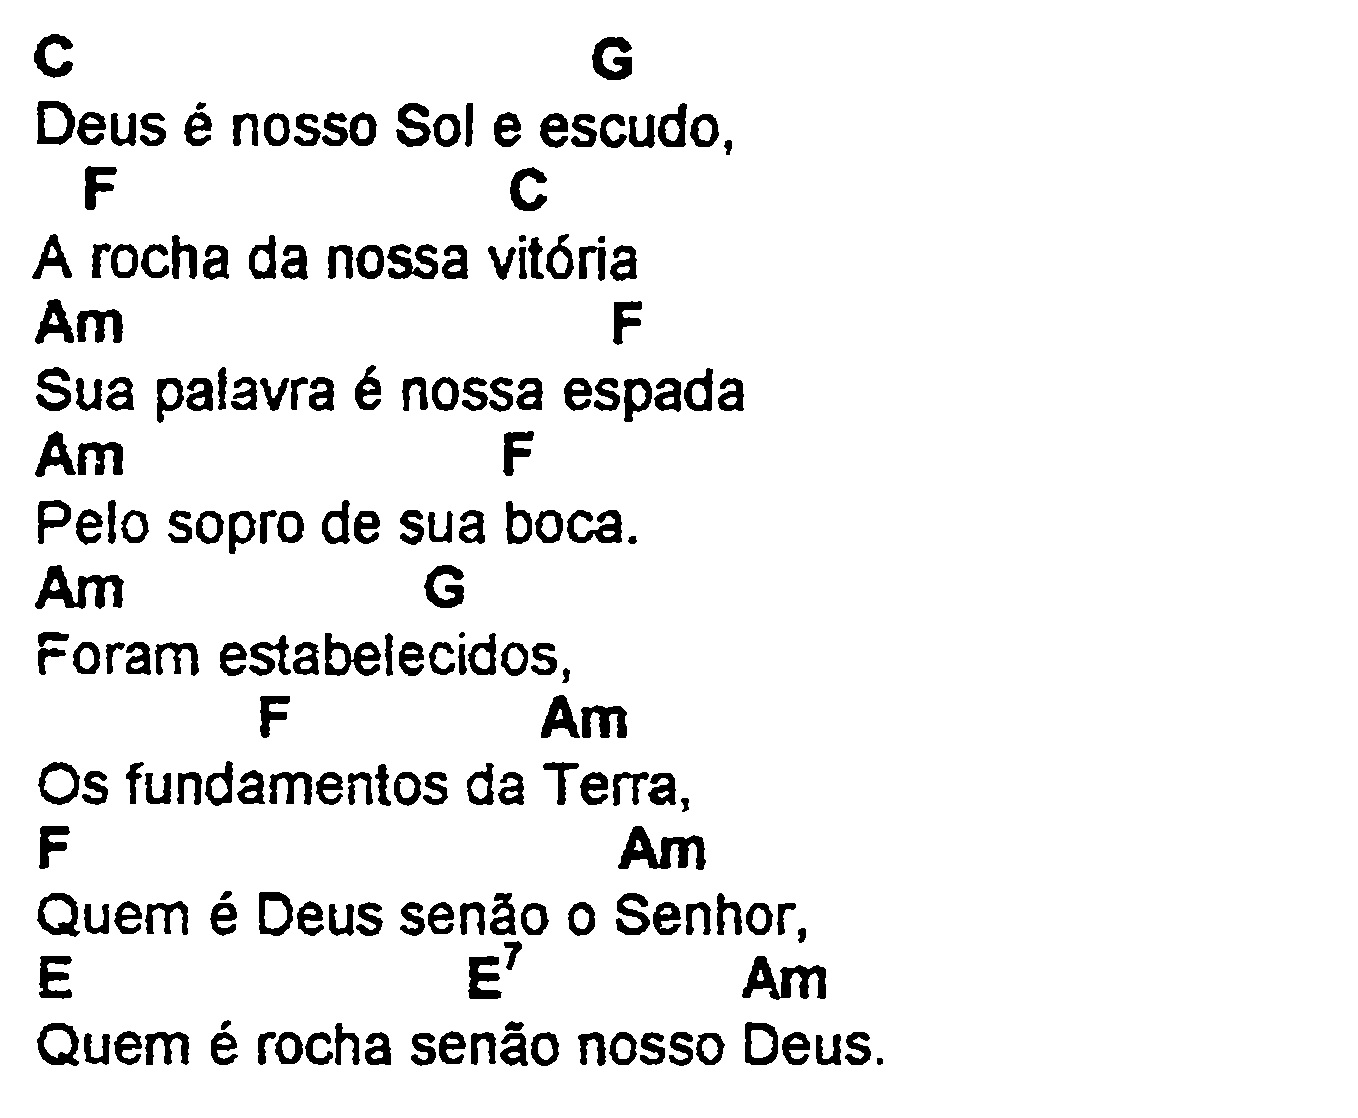 C G
Deus é nosso Sol e escudo,
F C
A rocha da nossa vitória
Am F
Sua palavra é nossa espada
Am F
Pelo sopro de sua boca.
Am G
Foram estabelecidos,
F Am
Os fundamentos da Terra,
F Am
Quem é Deus senão o Senhor,
E E⁷ Am
Quem é rocha senão nosso Deus.